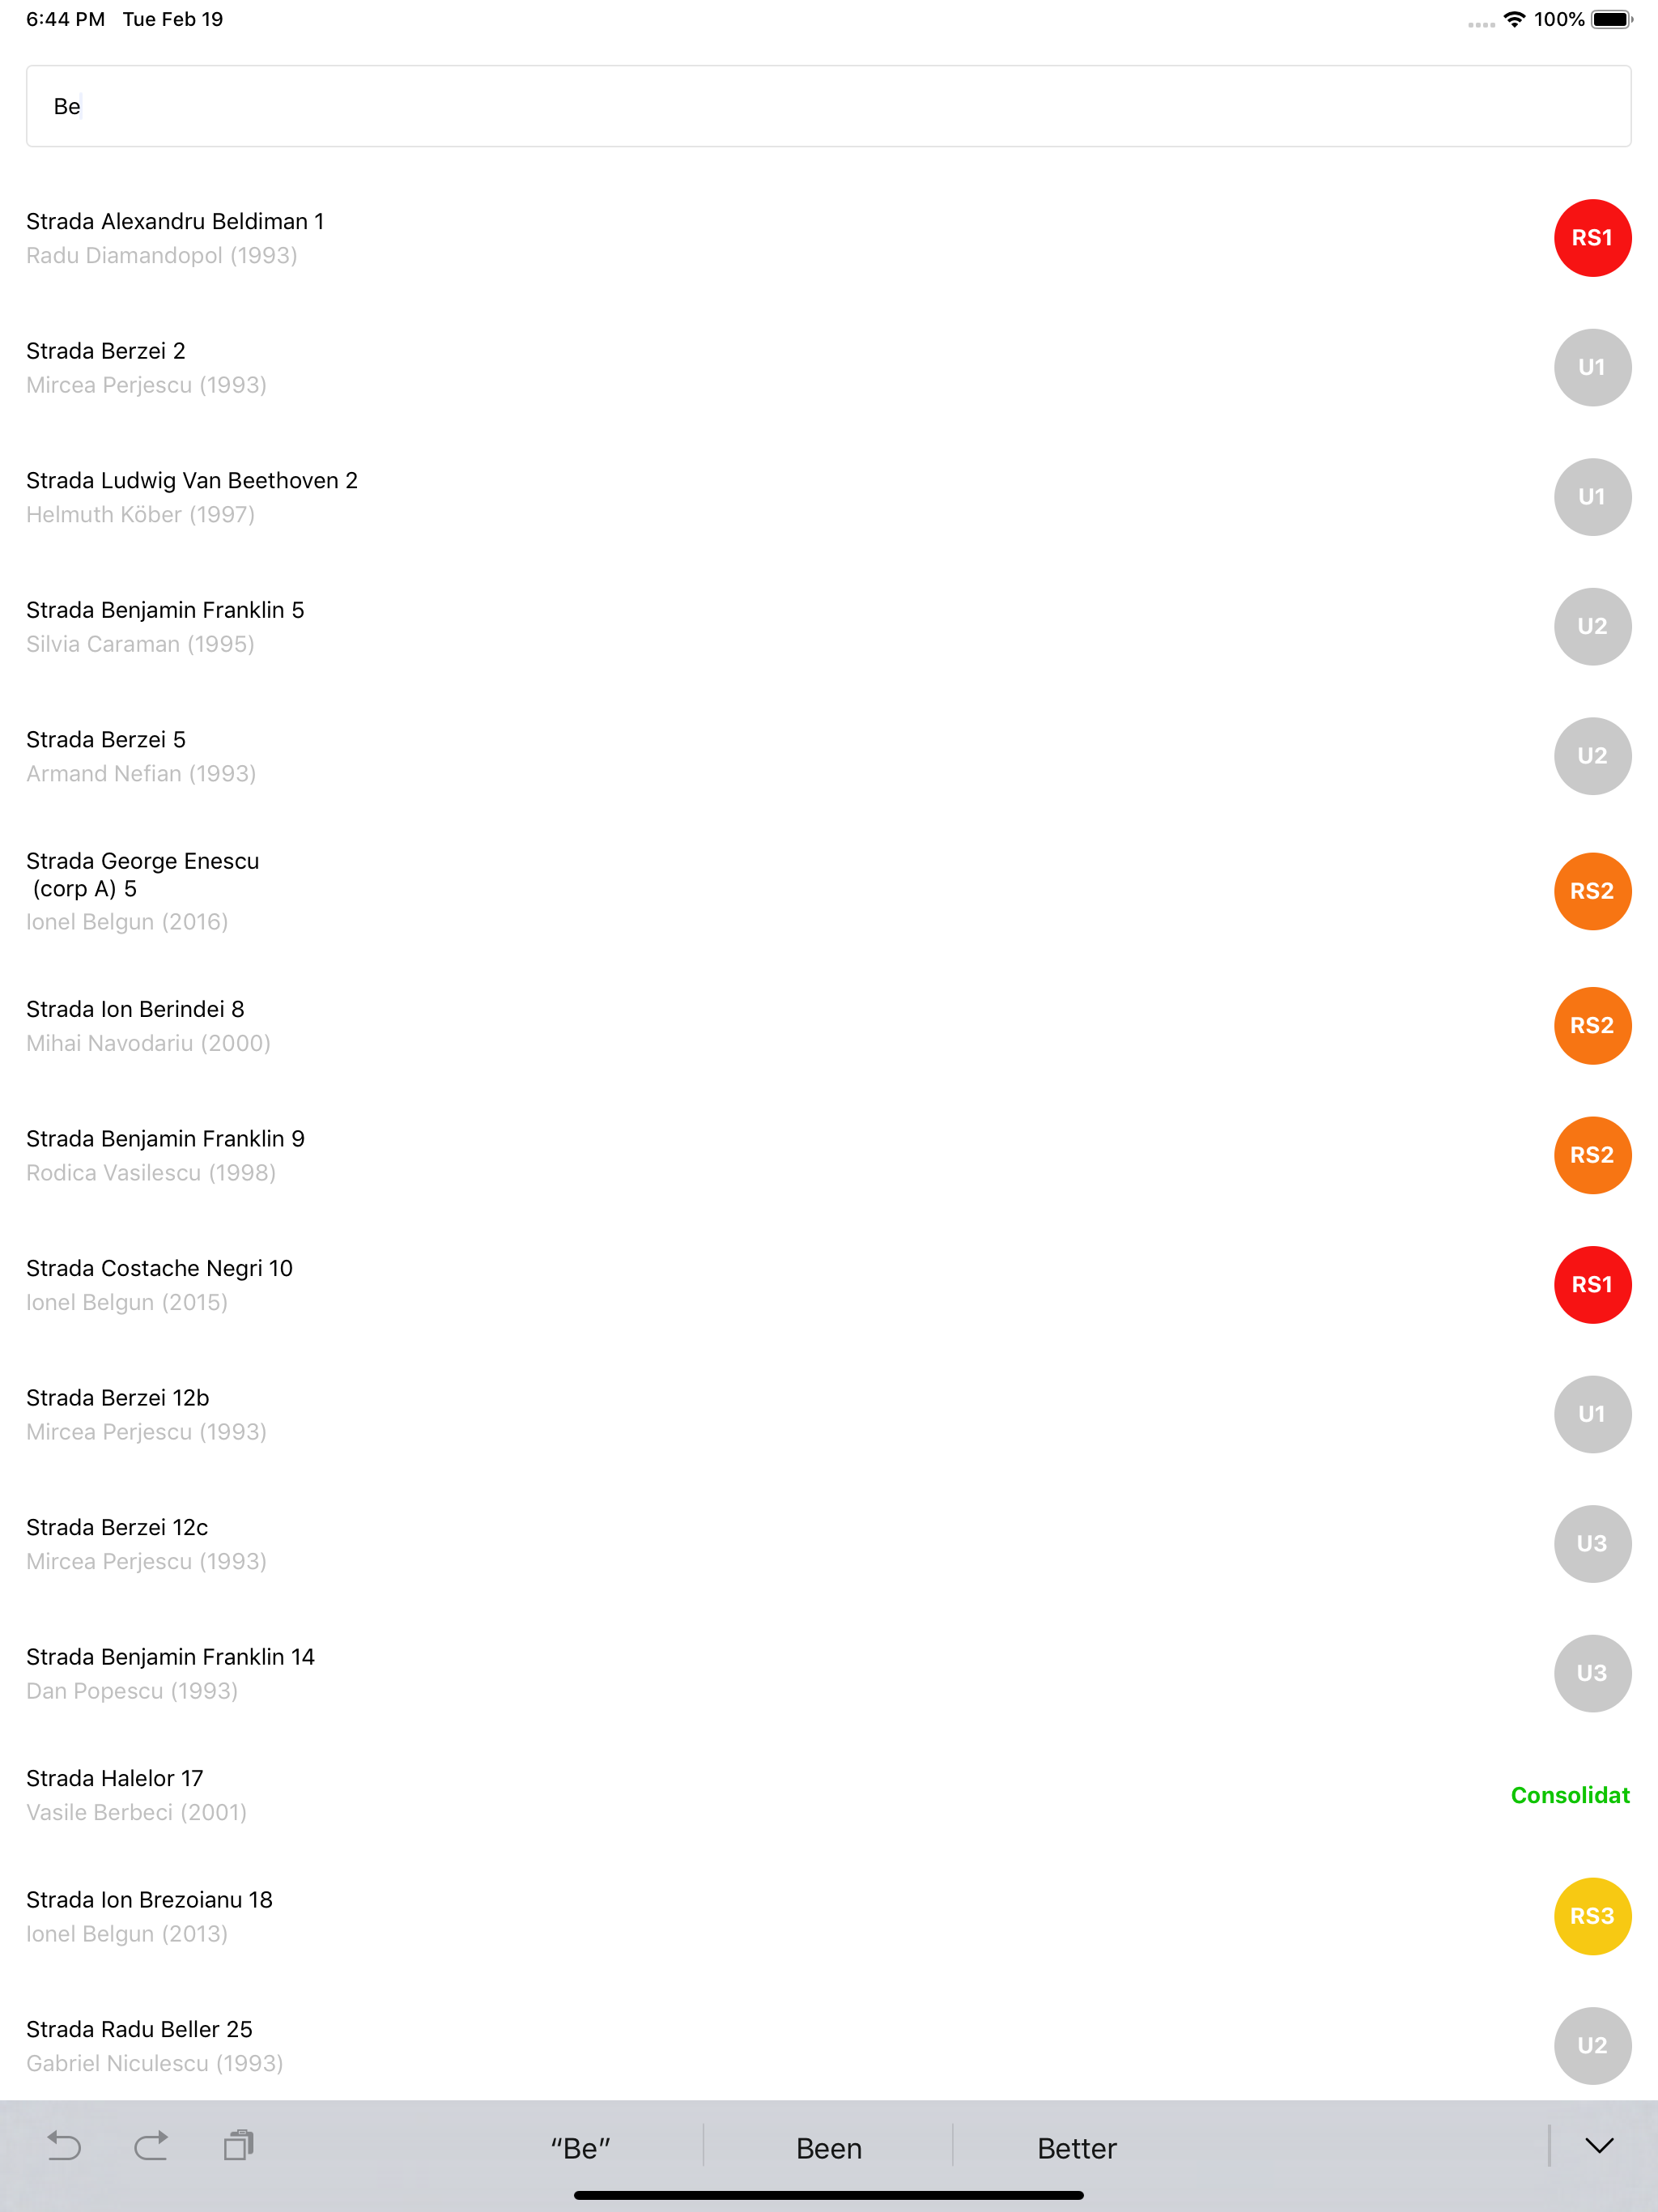 6:44 PM Tue Feb 19 100%
Be
Strada Alexandru Beldiman 1
Radu Diamandopol (1993)
RS1
Strada Berzei 2
Mircea Perjescu (1993)
U1
Strada Ludwig Van Beethoven 2
Helmuth Köber (1997)
U1
Strada Benjamin Franklin 5
Silvia Caraman (1995)
U2
Strada Berzei 5
Armand Nefian (1993)
U2
Strada George Enescu
(corp A) 5
Ionel Belgun (2016)
RS2
Strada Ion Berindei 8
Mihai Navodariu (2000)
RS2
Strada Benjamin Franklin 9
Rodica Vasilescu (1998)
RS2
Strada Costache Negri 10
Ionel Belgun (2015)
RS1
Strada Berzei 12b
Mircea Perjescu (1993)
U1
Strada Berzei 12c
Mircea Perjescu (1993)
U3
Strada Benjamin Franklin 14
Dan Popescu (1993)
U3
Strada Halelor 17
Vasile Berbeci (2001)
Consolidat
Strada Ion Brezoianu 18
Ionel Belgun (2013)
RS3
Strada Radu Beller 25
Gabriel Niculescu (1993)
U2
“Be” Been Better